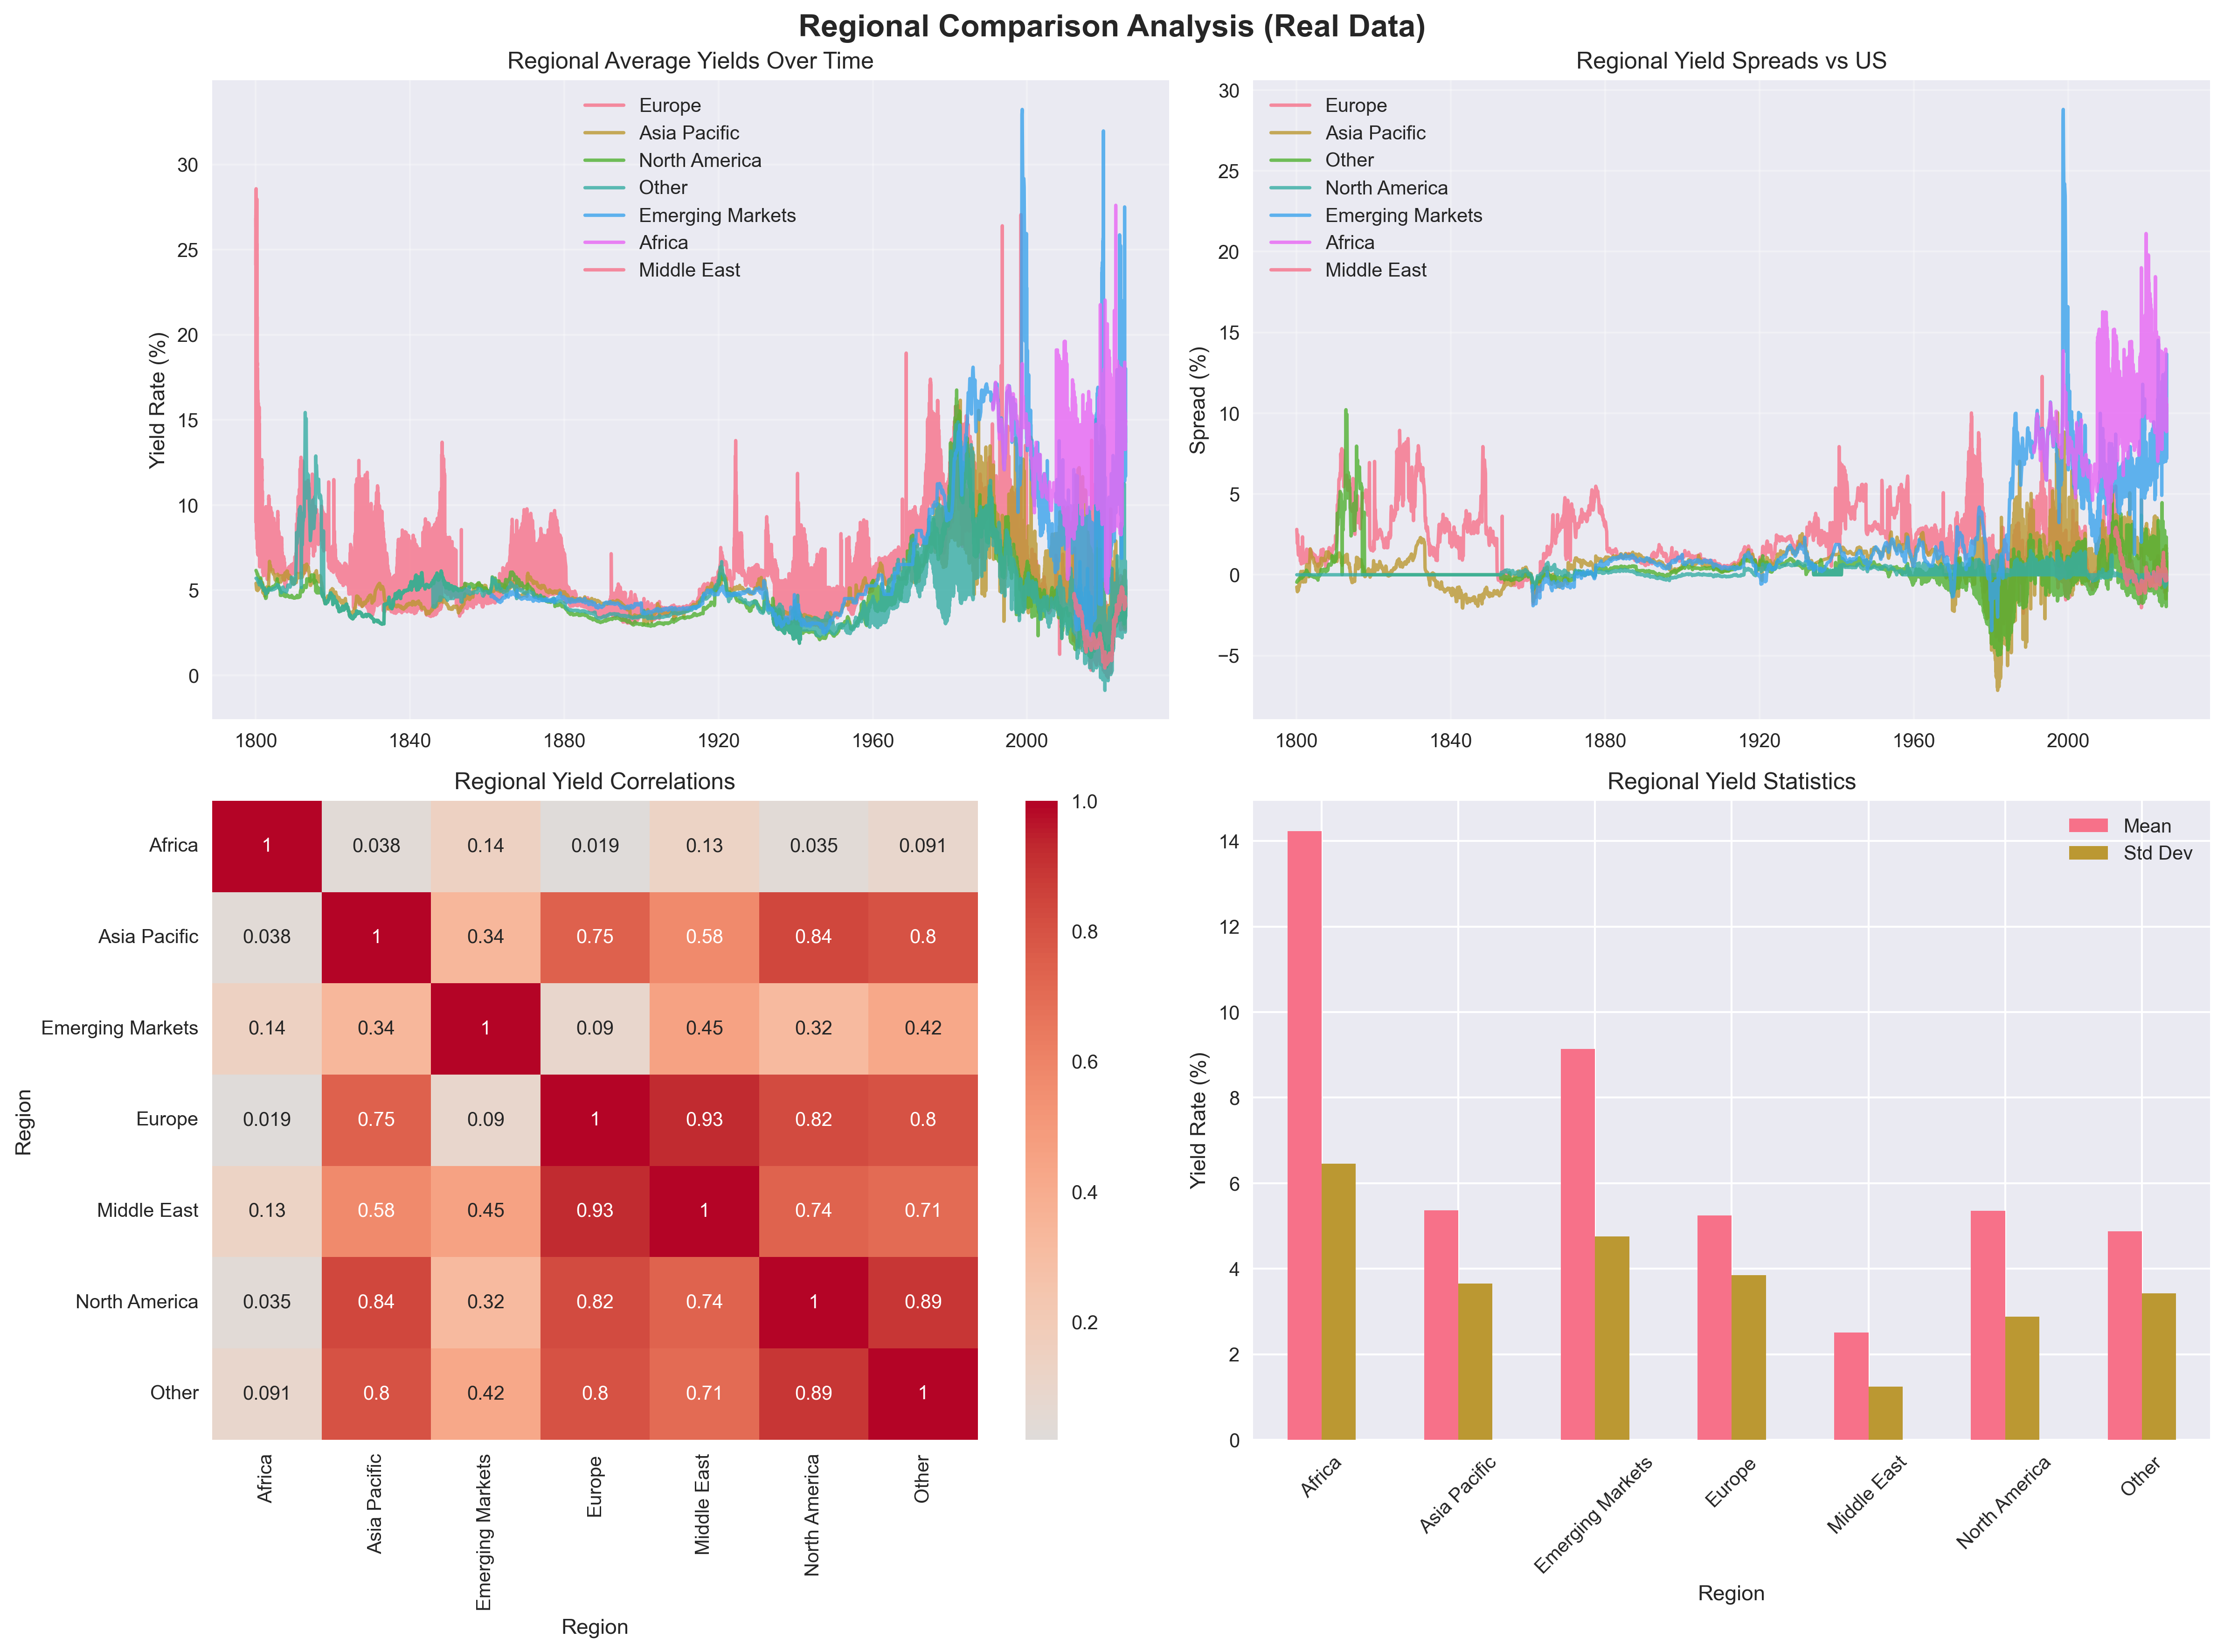 Regional Comparison Analysis (Real Data)
Regional Average Yields Over Time
Yield Rate (%)
30
25
20
15
10
5
0
1800 1840 1880 1920 1960 2000
Europe
Asia Pacific
North America
Other
Emerging Markets
Africa
Middle East
Regional Yield Spreads vs US
Spread (%)
30
25
20
15
10
5
0
−5
1800 1840 1880 1920 1960 2000
Europe
Asia Pacific
Other
North America
Emerging Markets
Africa
Middle East
Regional Yield Correlations
Region
Africa 1 0.038 0.14 0.019 0.13 0.035 0.091
Asia Pacific 0.038 1 0.34 0.75 0.58 0.84 0.8
Emerging Markets 0.14 0.34 1 0.09 0.45 0.32 0.42
Europe 0.019 0.75 0.09 1 0.93 0.82 0.8
Middle East 0.13 0.58 0.45 0.93 1 0.74 0.71
North America 0.035 0.84 0.32 0.82 0.74 1 0.89
Other 0.091 0.8 0.42 0.8 0.71 0.89 1
Africa
Asia Pacific
Emerging Markets
Europe
Middle East
North America
Other
Region
1.0
0.8
0.6
0.4
0.2
Regional Yield Statistics
Yield Rate (%)
14
12
10
8
6
4
2
0
Mean
Std Dev
Africa
Asia Pacific
Emerging Markets
Europe
Middle East
North America
Other
Region